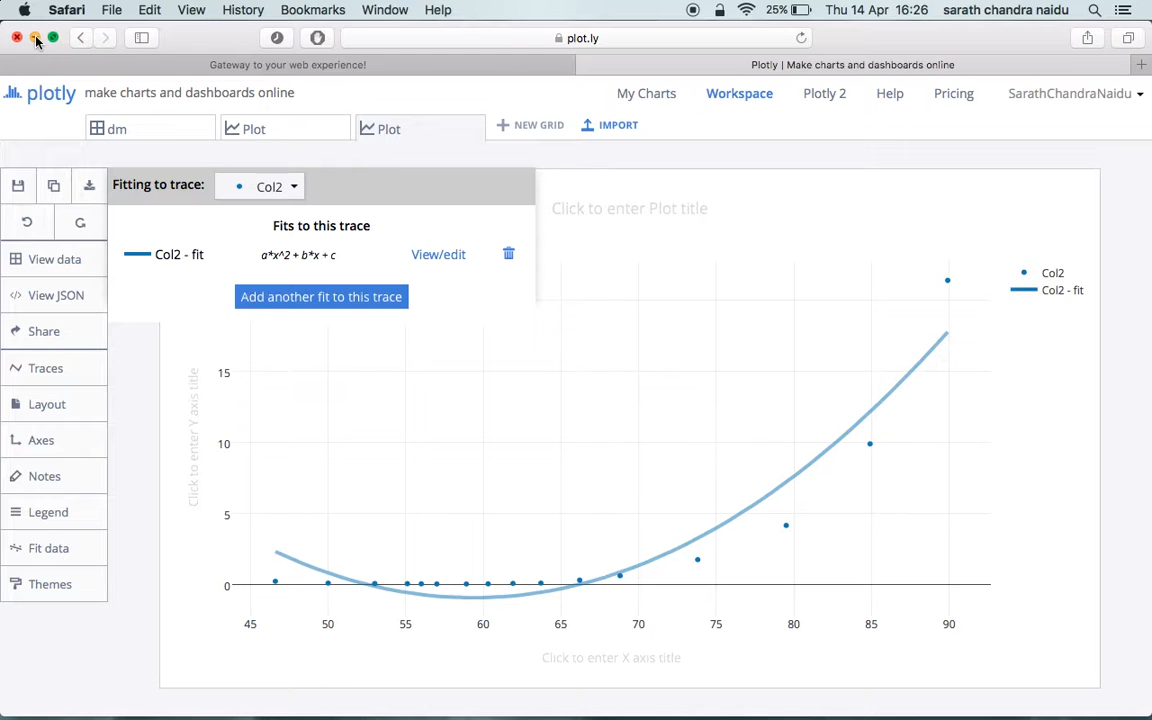 Safari File Edit View History Bookmarks Window Help 25% Thu 14 Apr 16:26 sarath chandra naidu
plot.ly
Gateway to your web experience! Plotly | Make charts and dashboards online
plotly make charts and dashboards online My Charts Workspace Plotly 2 Help Pricing SarathChandraNaidu
dm Plot Plot NEW GRID IMPORT
Fitting to trace: Col2
Click to enter Plot title
Fits to this trace
Col2 - fit a*x^2 + b*x + c View/edit
Add another fit to this trace
View data
View JSON
Share
Traces
Layout
Axes
Notes
Legend
Fit data
Themes
Col2
Col2 - fit
Click to enter Y axis title
15
10
5
0
45 50 55 60 65 70 75 80 85 90
Click to enter X axis title